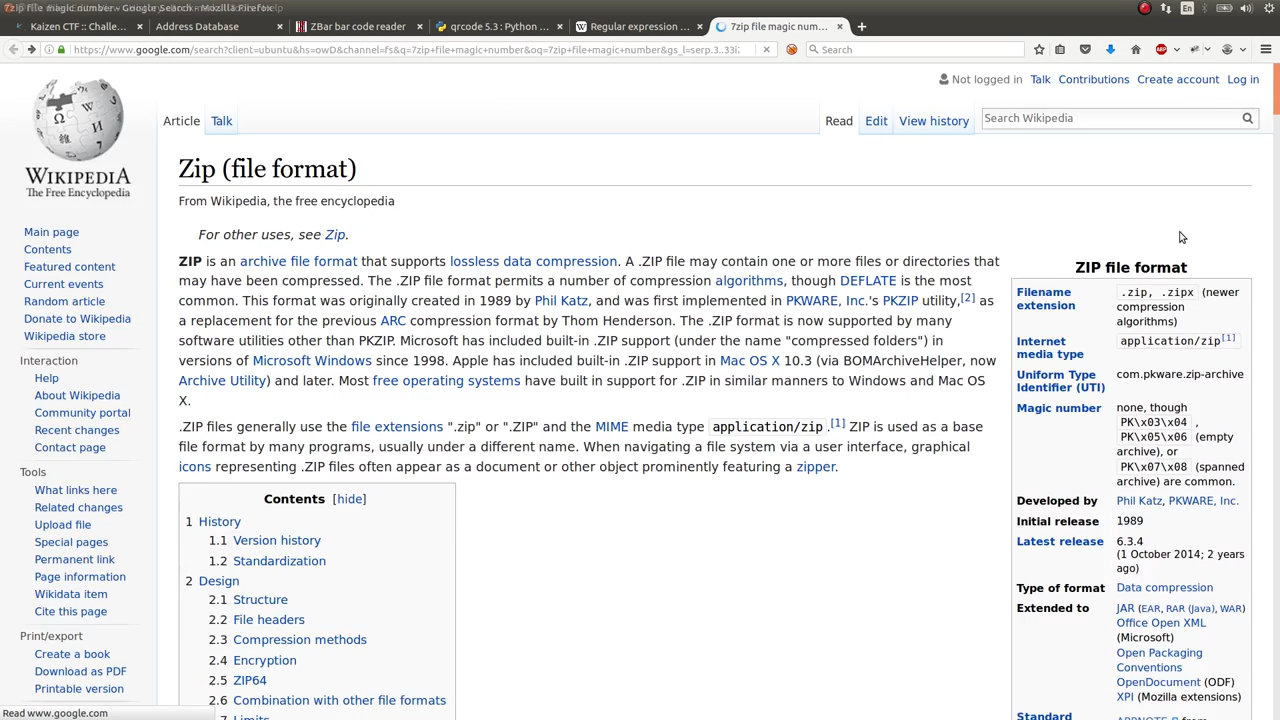 7zip file magic number - Google Search - Mozilla Firefox
En
Kaizen CTF :: Challe...
Address Database
ZBar bar code reader
qrcode 5.3 : Python ...
Regular expression ...
7zip file magic num...
https://www.google.com/search?client=ubuntu&hs=owD&channel=fs&q=7zip+file+magic+number&oq=7zip+file+magic+number&gs_l=serp.3..33i2
Search
Not logged in Talk Contributions Create account Log in
Article Talk
Read Edit View history
Search Wikipedia
WIKIPEDIA
The Free Encyclopedia
Main page
Contents
Featured content
Current events
Random article
Donate to Wikipedia
Wikipedia store
Interaction
Help
About Wikipedia
Community portal
Recent changes
Contact page
Tools
What links here
Related changes
Upload file
Special pages
Permanent link
Page information
Wikidata item
Cite this page
Print/export
Create a book
Download as PDF
Printable version
Zip (file format)
From Wikipedia, the free encyclopedia
For other uses, see Zip.
ZIP is an archive file format that supports lossless data compression. A .ZIP file may contain one or more files or directories that
may have been compressed. The .ZIP file format permits a number of compression algorithms, though DEFLATE is the most
common. This format was originally created in 1989 by Phil Katz, and was first implemented in PKWARE, Inc.'s PKZIP utility,[2] as
a replacement for the previous ARC compression format by Thom Henderson. The .ZIP format is now supported by many
software utilities other than PKZIP. Microsoft has included built-in .ZIP support (under the name "compressed folders") in
versions of Microsoft Windows since 1998. Apple has included built-in .ZIP support in Mac OS X 10.3 (via BOMArchiveHelper, now
Archive Utility) and later. Most free operating systems have built in support for .ZIP in similar manners to Windows and Mac OS
X.
.ZIP files generally use the file extensions ".zip" or ".ZIP" and the MIME media type application/zip.[1] ZIP is used as a base
file format by many programs, usually under a different name. When navigating a file system via a user interface, graphical
icons representing .ZIP files often appear as a document or other object prominently featuring a zipper.
Contents [hide]
1 History
1.1 Version history
1.2 Standardization
2 Design
2.1 Structure
2.2 File headers
2.3 Compression methods
2.4 Encryption
2.5 ZIP64
2.6 Combination with other file formats
ZIP file format
Filename extension
.zip, .zipx (newer
compression
algorithms)
Internet media type
application/zip[1]
Uniform Type Identifier (UTI)
com.pkware.zip-archive
Magic number
none, though
PK\x03\x04 ,
PK\x05\x06 (empty
archive), or
PK\x07\x08 (spanned
archive) are common.
Developed by Phil Katz, PKWARE, Inc.
Initial release 1989
Latest release 6.3.4
(1 October 2014; 2 years
ago)
Type of format Data compression
Extended to JAR (EAR, RAR (Java), WAR)
Office Open XML
(Microsoft)
Open Packaging
Conventions
OpenDocument (ODF)
XPI (Mozilla extensions)
Standard
Read www.google.com